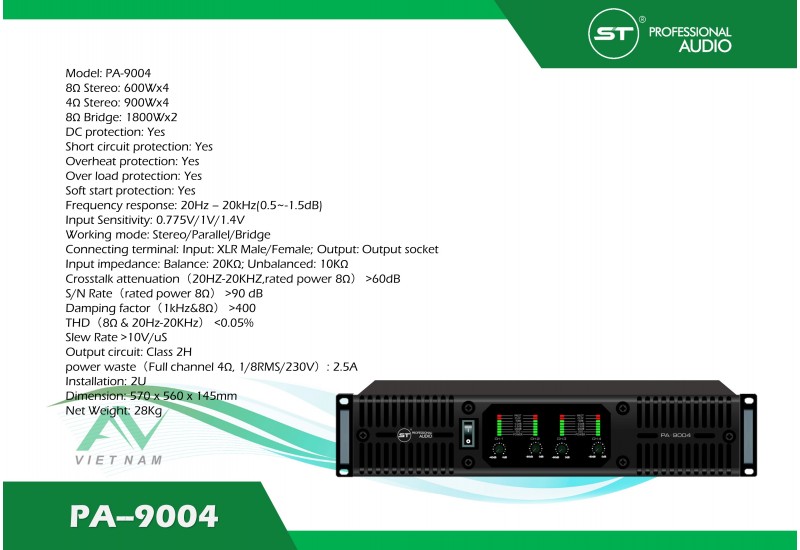 ST ®
PROFESSIONAL
AUDIO
Model: PA-9004
8Ω Stereo: 600Wx4
4Ω Stereo: 900Wx4
8Ω Bridge: 1800Wx2
DC protection: Yes
Short circuit protection: Yes
Overheat protection: Yes
Over load protection: Yes
Soft start protection: Yes
Frequency response: 20Hz – 20kHz(0.5~-1.5dB)
Input Sensitivity: 0.775V/1V/1.4V
Working mode: Stereo/Parallel/Bridge
Connecting terminal: Input: XLR Male/Female; Output: Output socket
Input impedance: Balance: 20KΩ; Unbalanced: 10KΩ
Crosstalk attenuation（20HZ-20KHZ,rated power 8Ω） >60dB
S/N Rate（rated power 8Ω） >90 dB
Damping factor（1kHz&8Ω） >400
THD（8Ω & 20Hz-20KHz） <0.05%
Slew Rate >10V/uS
Output circuit: Class 2H
power waste（Full channel 4Ω, 1/8RMS/230V）: 2.5A
Installation: 2U
Dimension: 570 x 560 x 145mm
Net Weight: 28Kg
AV
VIETNAM
ST PROFESSIONAL
AUDIO
PA-9004
PA–9004